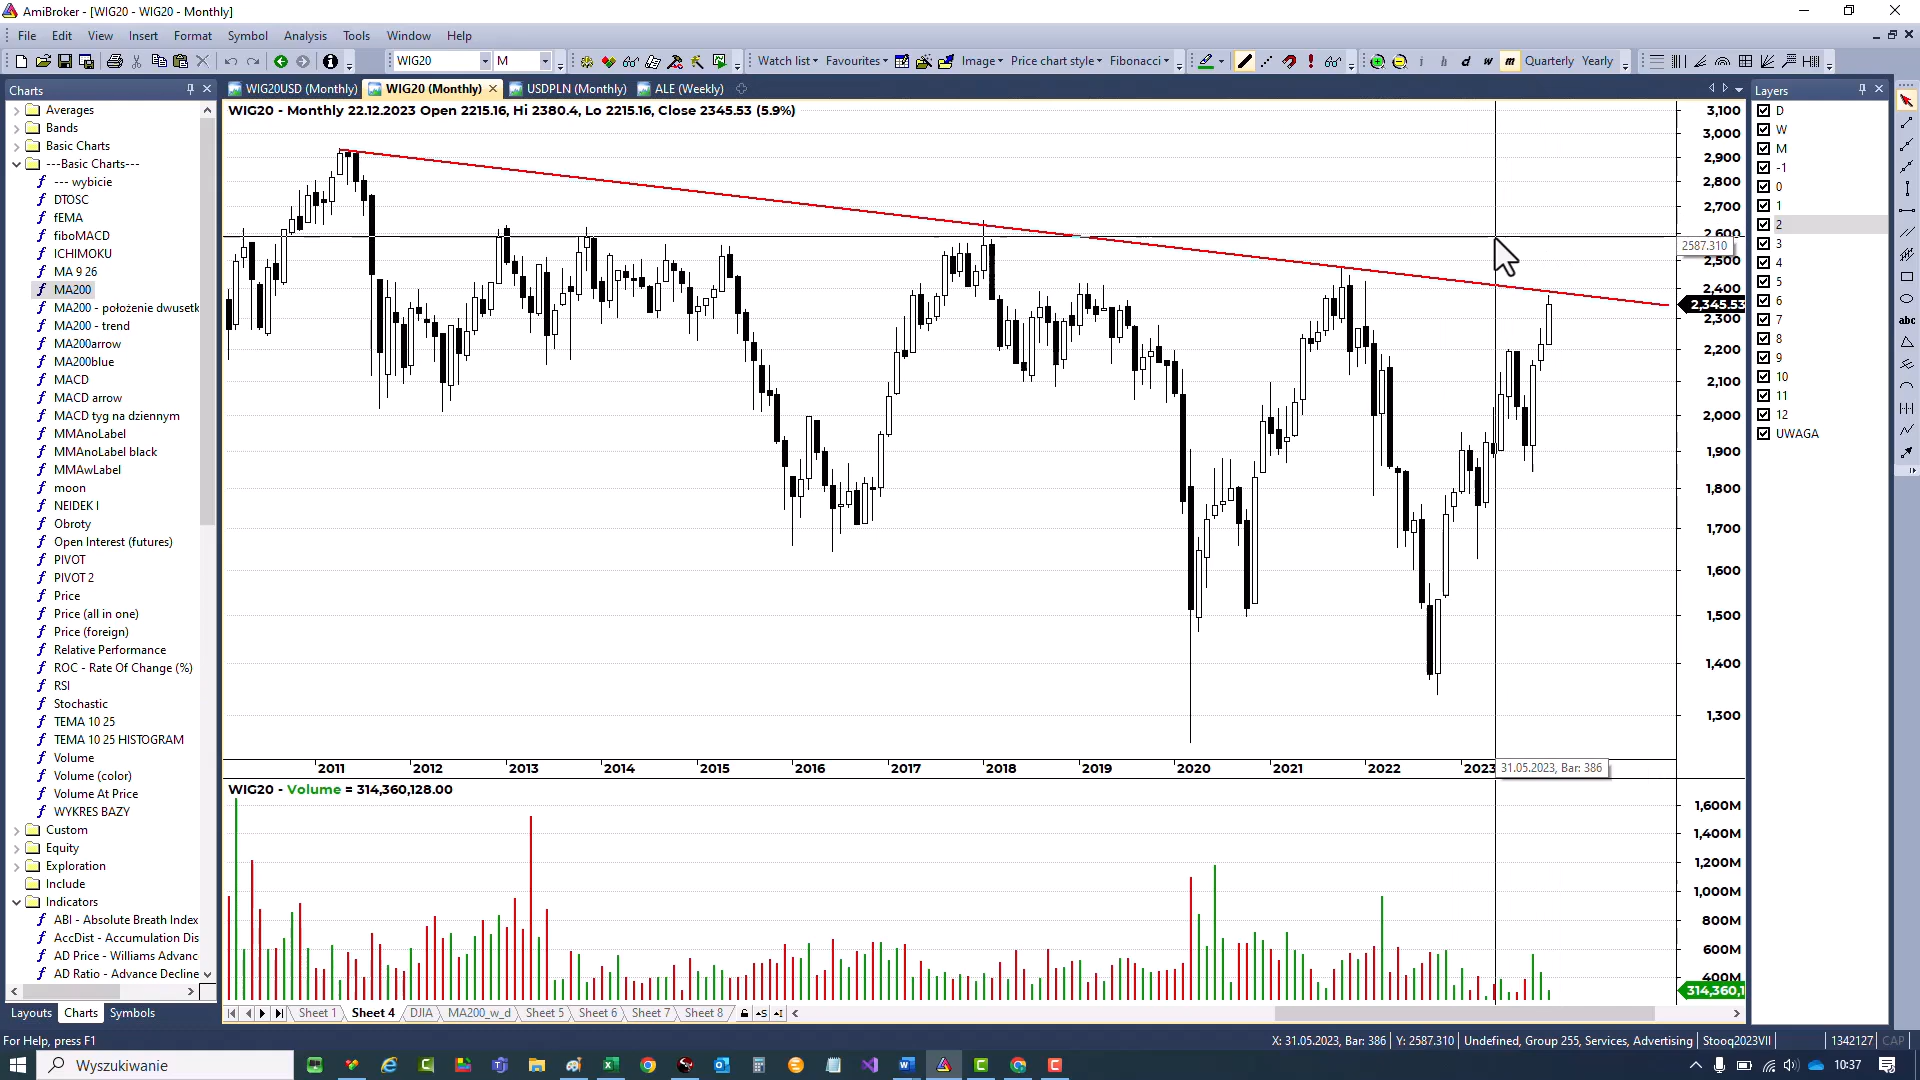 AmiBroker - [WIG20 - WIG20 - Monthly]
File Edit View Insert Format Symbol Analysis Tools Window Help
WIG20 M Watch list Favourites Image Price chart style Fibonacci i h d w m Quarterly Yearly
Charts
WIG20USD (Monthly) WIG20 (Monthly) USDPLN (Monthly) ALE (Weekly)
Layers
WIG20 - Monthly 22.12.2023 Open 2215.16, Hi 2380.4, Lo 2215.16, Close 2345.53 (5.9%)
Averages
Bands
Basic Charts
---Basic Charts---
--- wybicie
DTOSC
fEMA
fiboMACD
ICHIMOKU
MA 9 26
MA200
MA200 - położenie dwusetk
MA200 - trend
MA200arrow
MA200blue
MACD
MACD arrow
MACD tyg na dziennym
MMAnoLabel
MMAnoLabel black
MMAwLabel
moon
NEIDEK I
Obroty
Open Interest (futures)
PIVOT
PIVOT 2
Price
Price (all in one)
Price (foreign)
Relative Performance
ROC - Rate Of Change (%)
RSI
Stochastic
TEMA 10 25
TEMA 10 25 HISTOGRAM
Volume
Volume (color)
Volume At Price
WYKRES BAZY
Custom
Equity
Exploration
Include
Indicators
ABI - Absolute Breath Index
AccDist - Accumulation Dis
AD Price - Williams Advanc
AD Ratio - Advance Decline
Layouts Charts Symbols
3,100
3,000
2,900
2,800
2,700
2,600
2587.310
2,500
2,400
2,345.53
2,300
2,200
2,100
2,000
1,900
1,800
1,700
1,600
1,500
1,400
1,300
2011 2012 2013 2014 2015 2016 2017 2018 2019 2020 2021 2022 2023
31.05.2023, Bar: 386
WIG20 - Volume = 314,360,128.00
1,600M
1,400M
1,200M
1,000M
800M
600M
400M
314,360,1
Sheet 1 Sheet 4 DJIA MA200_w_d Sheet 5 Sheet 6 Sheet 7 Sheet 8
D
W
M
-1
0
1
2
3
4
5
6
7
8
9
10
11
12
UWAGA
abc
For Help, press F1
X: 31.05.2023, Bar: 386 Y: 2587.310 Undefined, Group 255, Services, Advertising Stooq2023VII 1342127 CAP
Wyszukiwanie
10:37